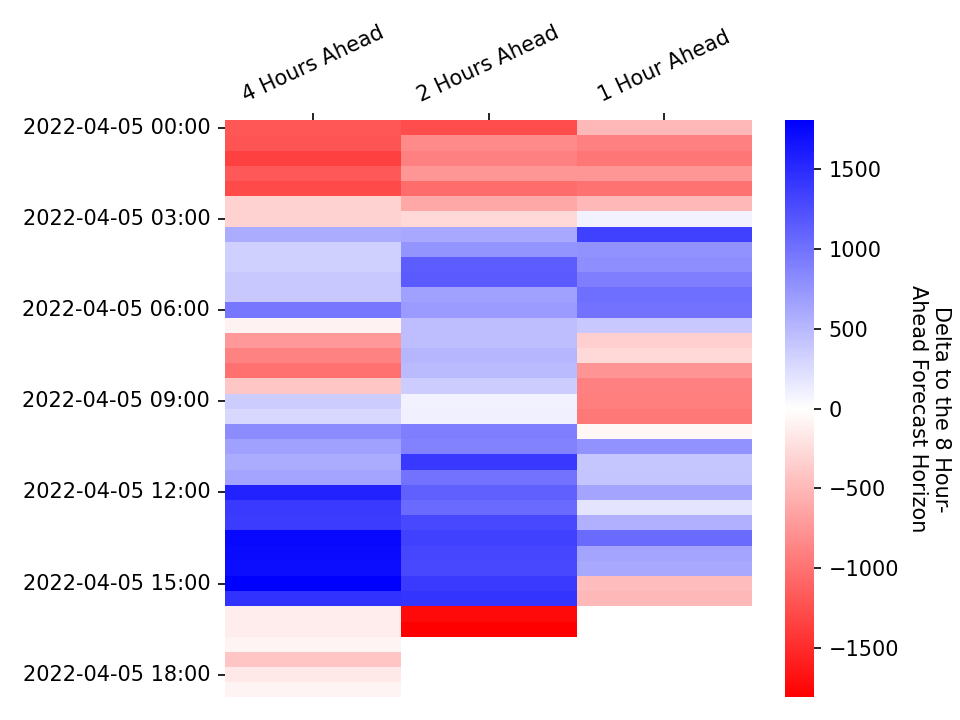 4 Hours Ahead
2 Hours Ahead
1 Hour Ahead
2022-04-05 00:00
2022-04-05 03:00
2022-04-05 06:00
2022-04-05 09:00
2022-04-05 12:00
2022-04-05 15:00
2022-04-05 18:00
1500
1000
500
0
−500
−1000
−1500
Delta to the 8 Hour-
Ahead Forecast Horizon